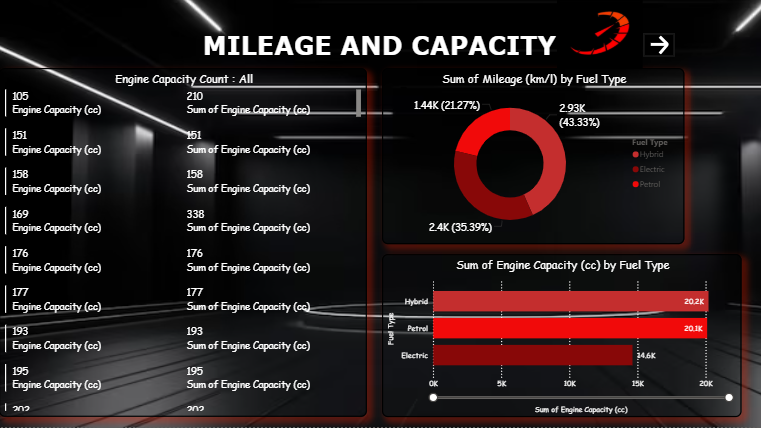 MILEAGE AND CAPACITY
Engine Capacity Count : All
105 210
Engine Capacity (cc) Sum of Engine Capacity (cc)
151 151
Engine Capacity (cc) Sum of Engine Capacity (cc)
158 158
Engine Capacity (cc) Sum of Engine Capacity (cc)
169 338
Engine Capacity (cc) Sum of Engine Capacity (cc)
176 176
Engine Capacity (cc) Sum of Engine Capacity (cc)
177 177
Engine Capacity (cc) Sum of Engine Capacity (cc)
193 193
Engine Capacity (cc) Sum of Engine Capacity (cc)
195 195
Engine Capacity (cc) Sum of Engine Capacity (cc)
202 202
Sum of Mileage (km/l) by Fuel Type
1.44K (21.27%)
2.93K
(43.33%)
2.4K (35.39%)
Fuel Type
Hybrid
Electric
Petrol
Sum of Engine Capacity (cc) by Fuel Type
Fuel Type
Hybrid 20.2K
Petrol 20.1K
Electric 14.6K
0K 5K 10K 15K 20K
Sum of Engine Capacity (cc)